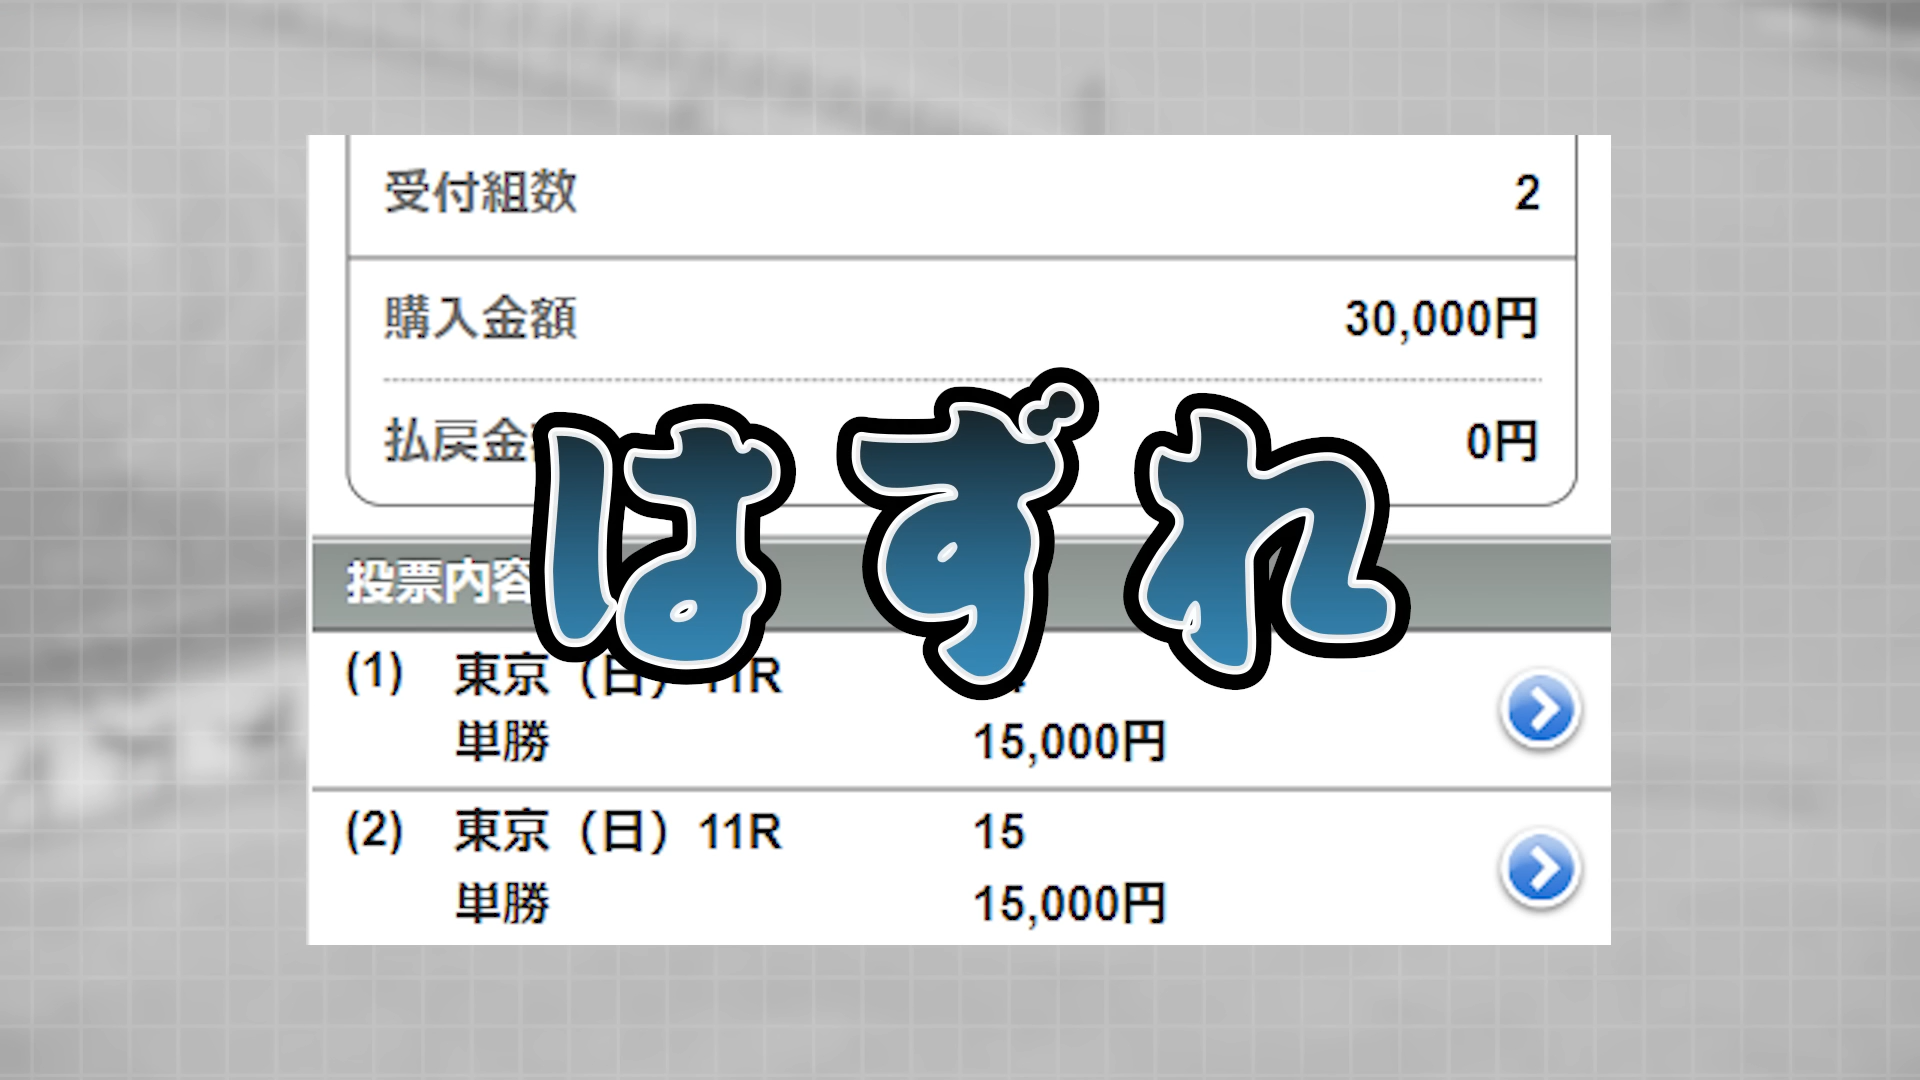 受付組数 2
購入金額 30,000円
払戻金 0円
はずれ
投票内容
(1) 東京（日）11R
単勝 15,000円
(2) 東京（日）11R 15
単勝 15,000円